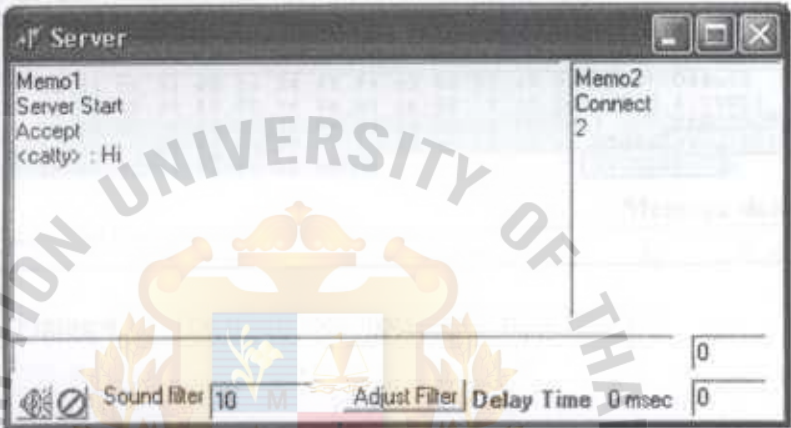 Server
Memo1
Server Start
Accept
<catty> : Hi
Memo2
Connect
2
UNIVERSITY OF
0
Sound filter 10 Adjust Filter Delay Time 0 msec 0